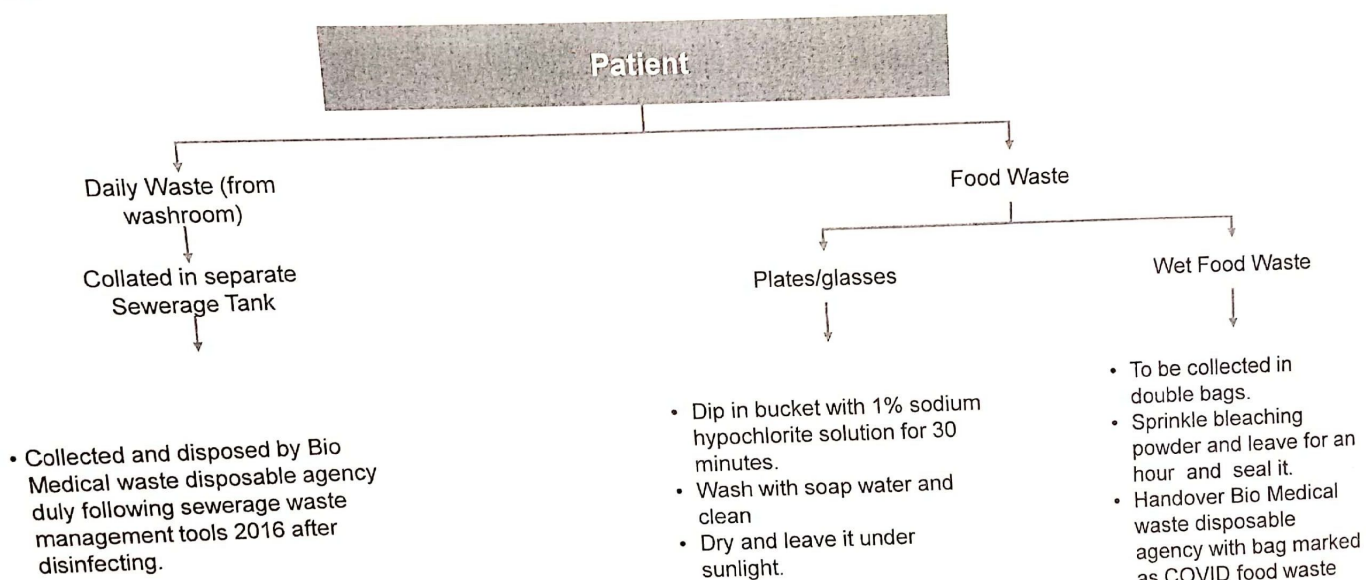 Patient
Daily Waste (from
washroom)
Collated in separate
Sewerage Tank
• Collected and disposed by Bio
Medical waste disposable agency
duly following sewerage waste
management tools 2016 after
disinfecting.
Food Waste
Plates/glasses
• Dip in bucket with 1% sodium
hypochlorite solution for 30
minutes.
• Wash with soap water and
clean
• Dry and leave it under
sunlight.
Wet Food Waste
• To be collected in
double bags.
• Sprinkle bleaching
powder and leave for an
hour and seal it.
• Handover Bio Medical
waste disposable
agency with bag marked
as COVID food waste